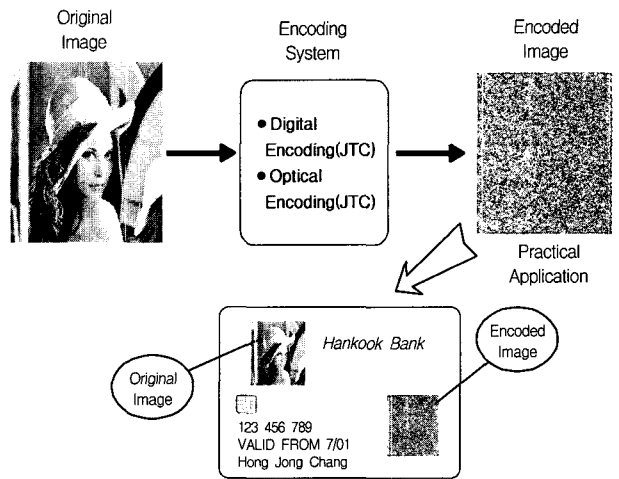 Original
Image
Encoding
System
Encoded
Image
● Digital
Encoding(JTC)
● Optical
Encoding(JTC)
Practical
Application
Hankook Bank
Encoded
Image
Original
Image
123 456 789
VALID FROM 7/01
Hong Jong Chang